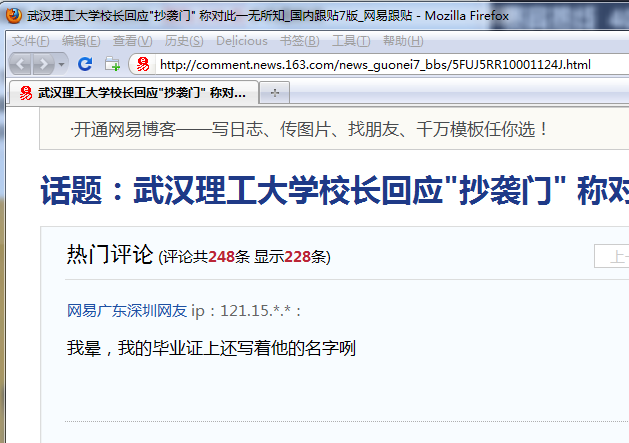 武汉理工大学校长回应"抄袭门" 称对此一无所知_国内跟贴7版_网易跟贴 - Mozilla Firefox
文件(F) 编辑(E) 查看(V) 历史(S) Delicious 书签(B) 工具(T) 帮助(H)
http://comment.news.163.com/news_guonei7_bbs/5FUJ5RR10001124J.html
武汉理工大学校长回应"抄袭门" 称对...
·开通网易博客——写日志、传图片、找朋友、千万模板任你选！
话题：武汉理工大学校长回应"抄袭门" 称对
热门评论 (评论共248条 显示228条)
上一
网易广东深圳网友 ip：121.15.*.*：
我晕，我的毕业证上还写着他的名字咧